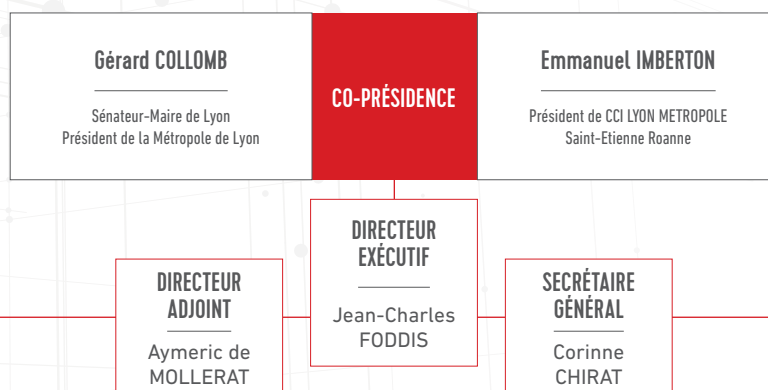 Gérard COLLOMB
Sénateur-Maire de Lyon
Président de la Métropole de Lyon
CO-PRÉSIDENCE
Emmanuel IMBERTON
Président de CCI LYON METROPOLE
Saint-Etienne Roanne
DIRECTEUR
EXÉCUTIF
Jean-Charles
FODDIS
DIRECTEUR
ADJOINT
Aymeric de
MOLLERAT
SECRÉTAIRE
GÉNÉRAL
Corinne
CHIRAT